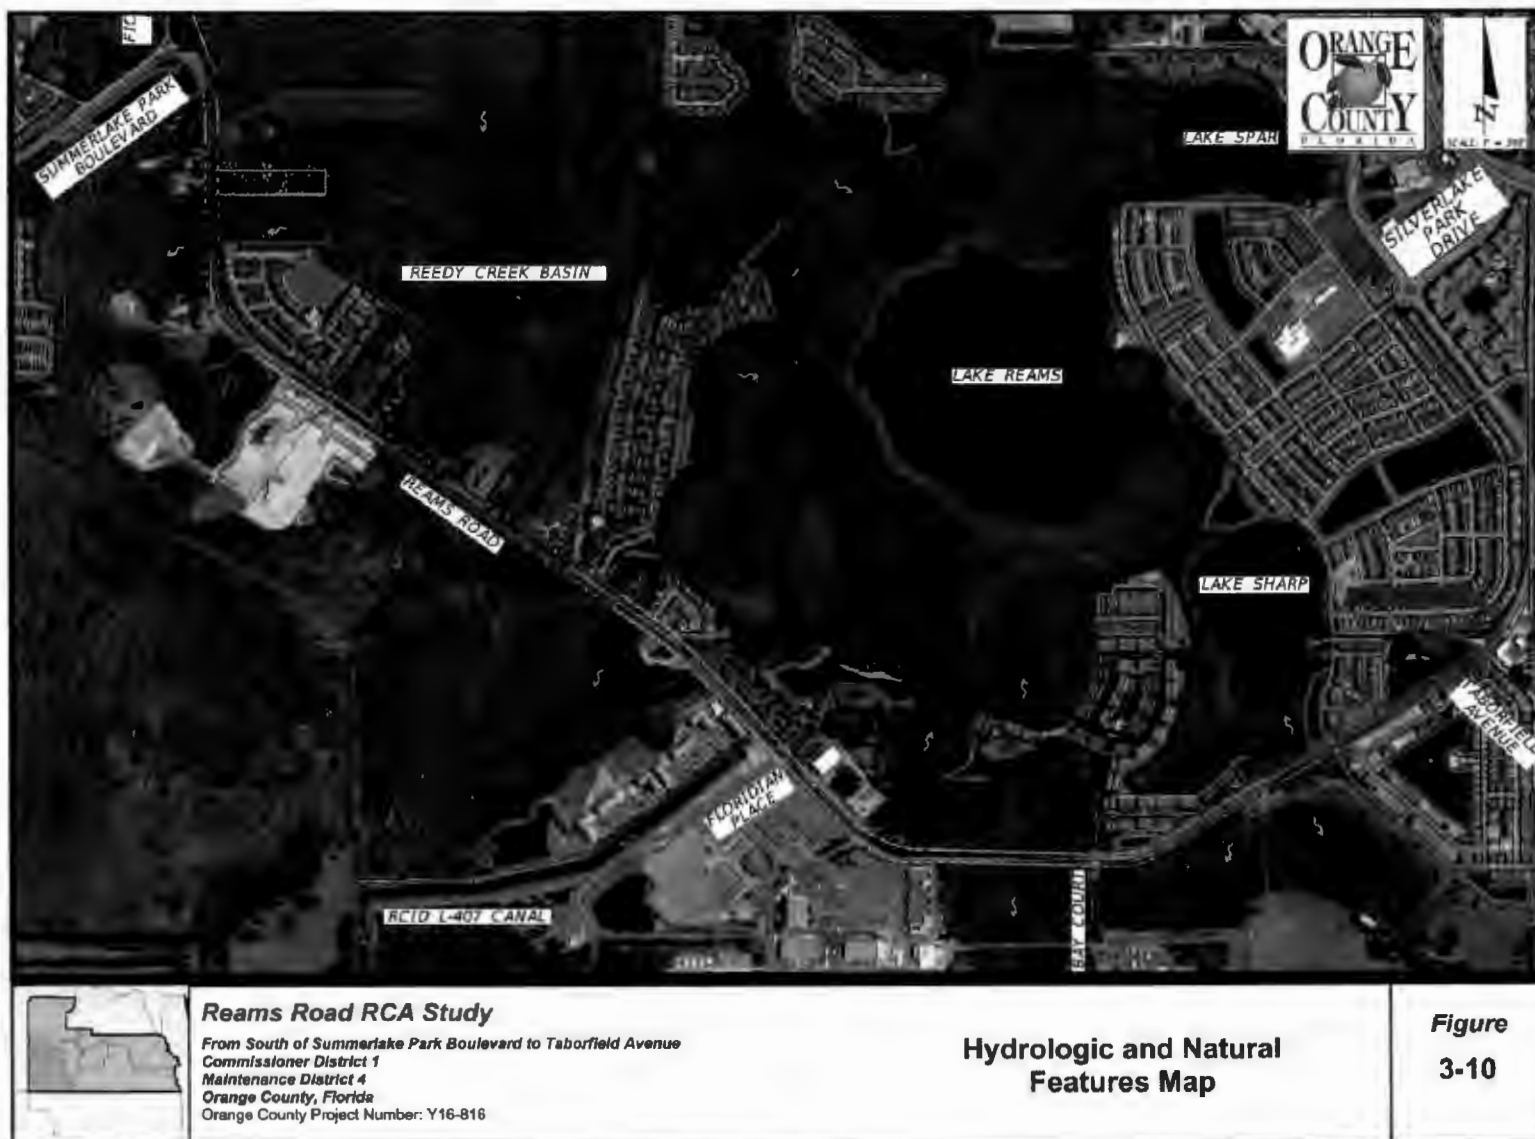 ORANGE
COUNTY
FLORIDA
N
SUMMERLAKE PARK
BOULEVARD
LAKE SPAR
SILVERLAKE
PARK
DRIVE
REEDY CREEK BASIN
LAKE REAMS
REAMS ROAD
LAKE SHARP
AVENUE
FLORIDIAN
PLACE
RCID L-407 CANAL
BAY COURT
Reams Road RCA Study
From South of Summerlake Park Boulevard to Taborfield Avenue
Commissioner District 1
Maintenance District 4
Orange County, Florida
Orange County Project Number: Y16-816
Hydrologic and Natural
Features Map
Figure
3-10